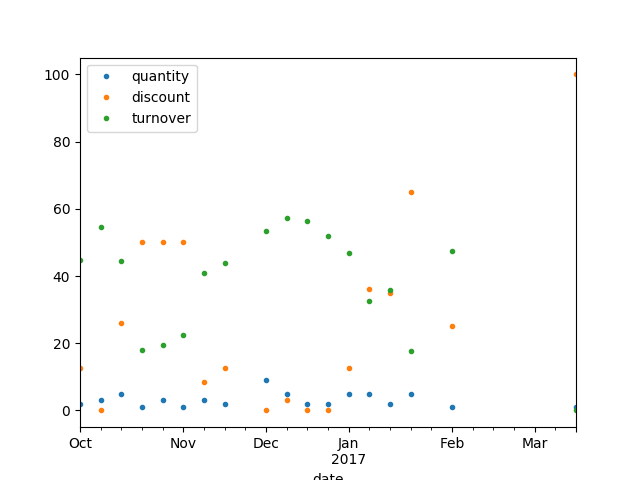 100
80
60
40
20
0
quantity
discount
turnover
Oct
Nov
Dec
Jan
2017
Feb
Mar
date